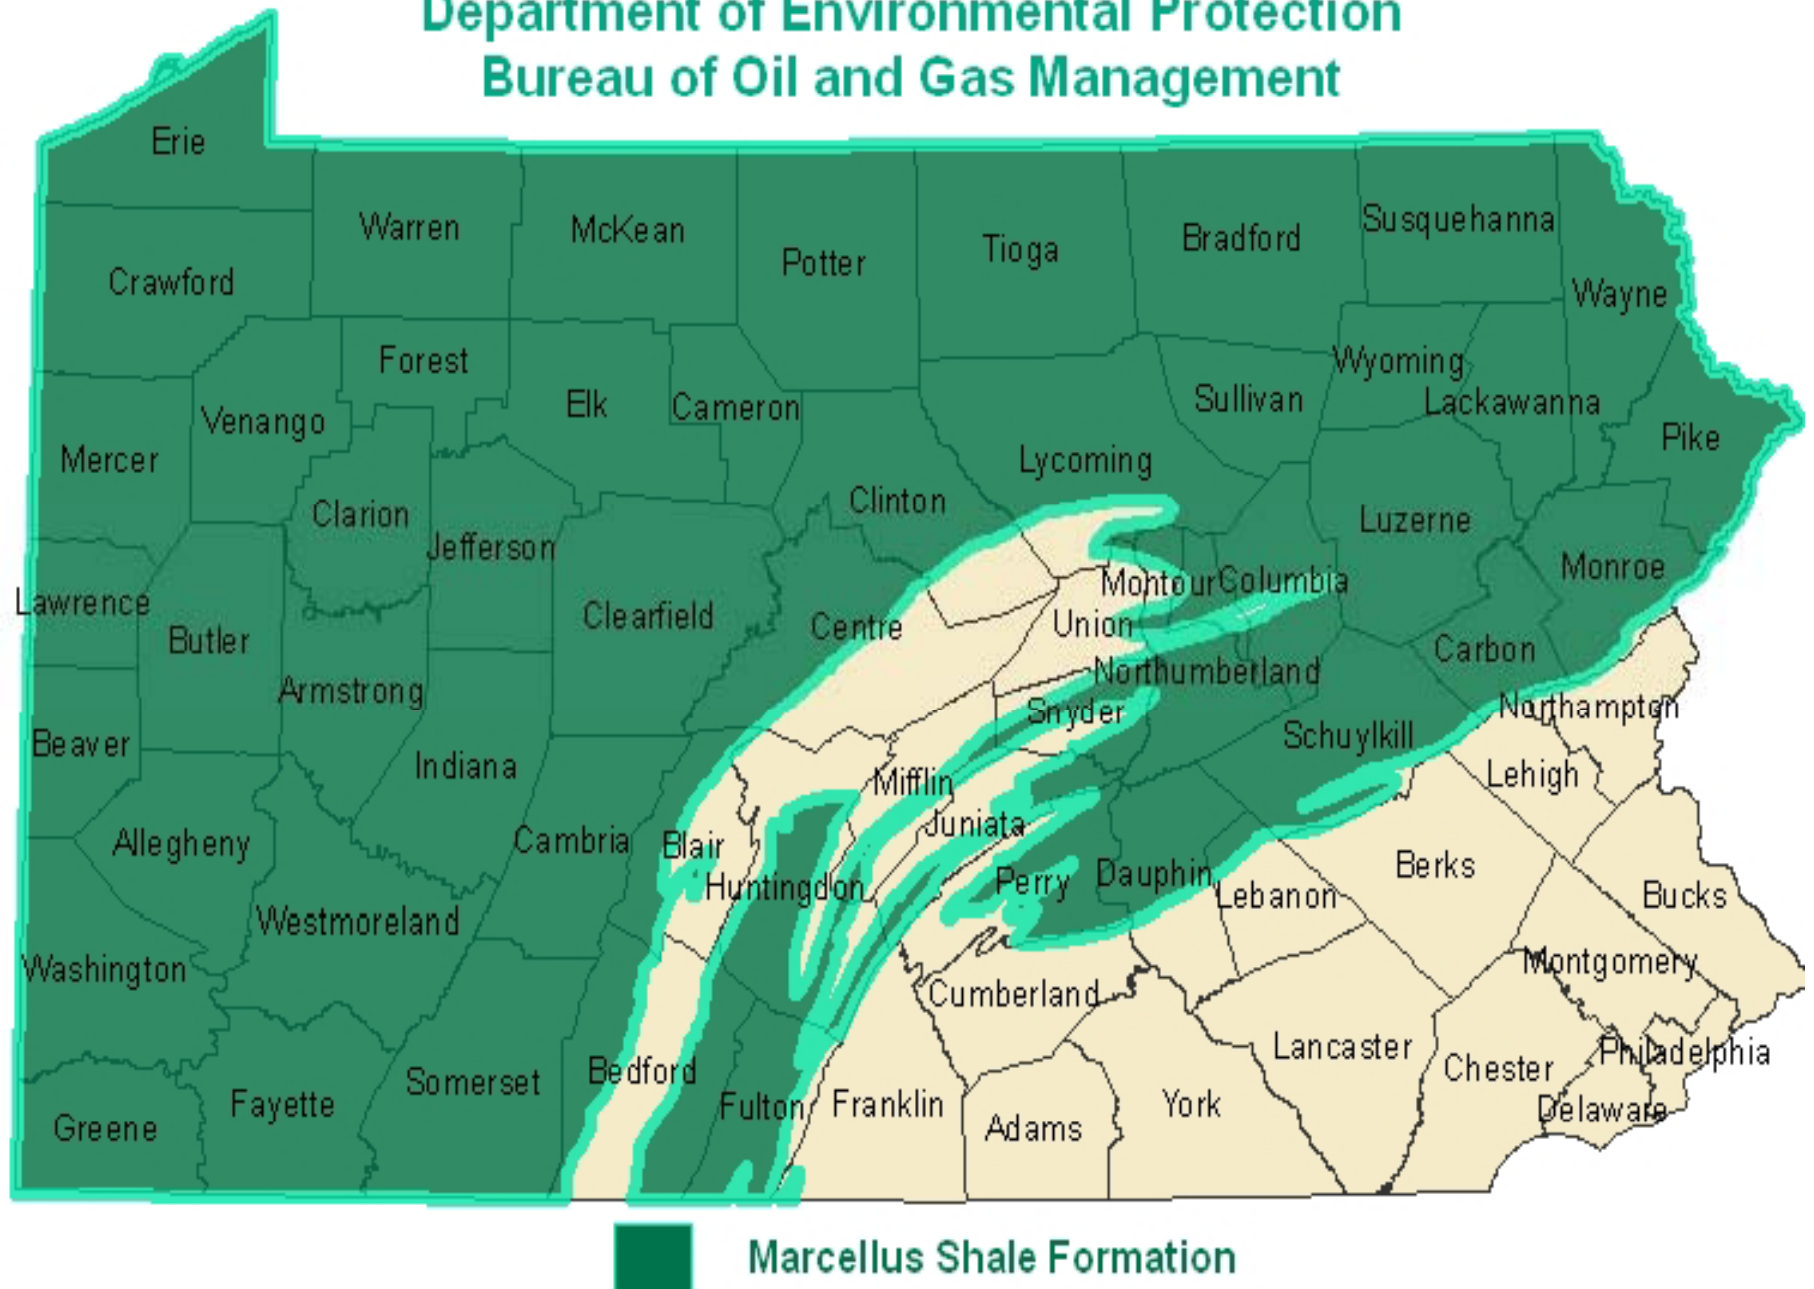 Department of Environmental Protection
Bureau of Oil and Gas Management
Erie
Warren
McKean
Potter
Tioga
Bradford
Susquehanna
Wayne
Crawford
Forest
Elk
Cameron
Sullivan
Wyoming
Lackawanna
Pike
Venango
Mercer
Clarion
Jefferson
Clinton
Lycoming
Luzerne
Monroe
Lawrence
Butler
Clearfield
Centre
Union
Montour
Columbia
Carbon
Armstrong
Northumberland
Snyder
Schuylkill
Northampton
Beaver
Indiana
Mifflin
Juniata
Lehigh
Allegheny
Cambria
Blair
Huntingdon
Perry
Dauphin
Lebanon
Berks
Bucks
Westmoreland
Washington
Cumberland
Montgomery
Lancaster
Chester
Philadelphia
Delaware
Greene
Fayette
Somerset
Bedford
Fulton
Franklin
Adams
York
Marcellus Shale Formation